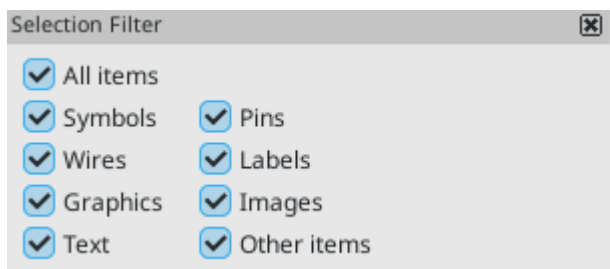 Selection Filter
All items
Symbols Pins
Wires Labels
Graphics Images
Text Other items